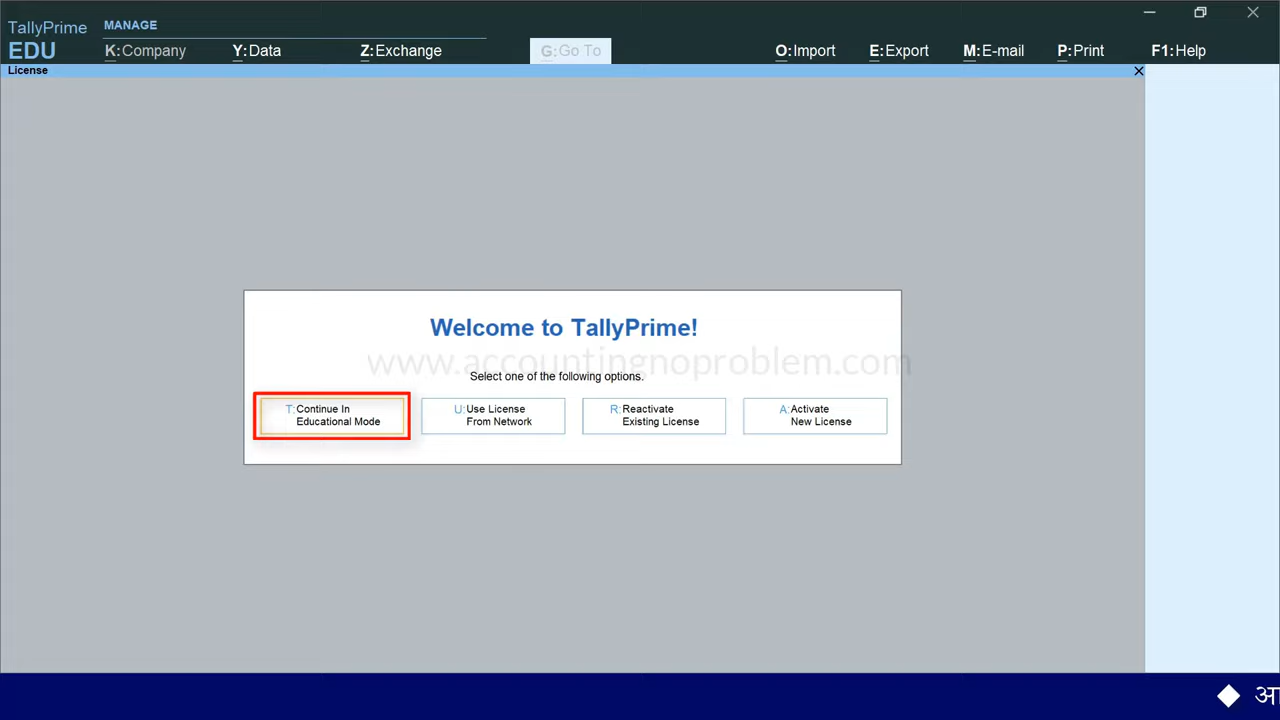 TallyPrime
MANAGE
EDU
K:Company
Y:Data
Z:Exchange
G:Go To
O:Import
E:Export
M:E-mail
P:Print
F1:Help
License
Welcome to TallyPrime!
www.accountingnoproblem.com
Select one of the following options.
T:Continue In
Educational Mode
U:Use License
From Network
R:Reactivate
Existing License
A:Activate
New License